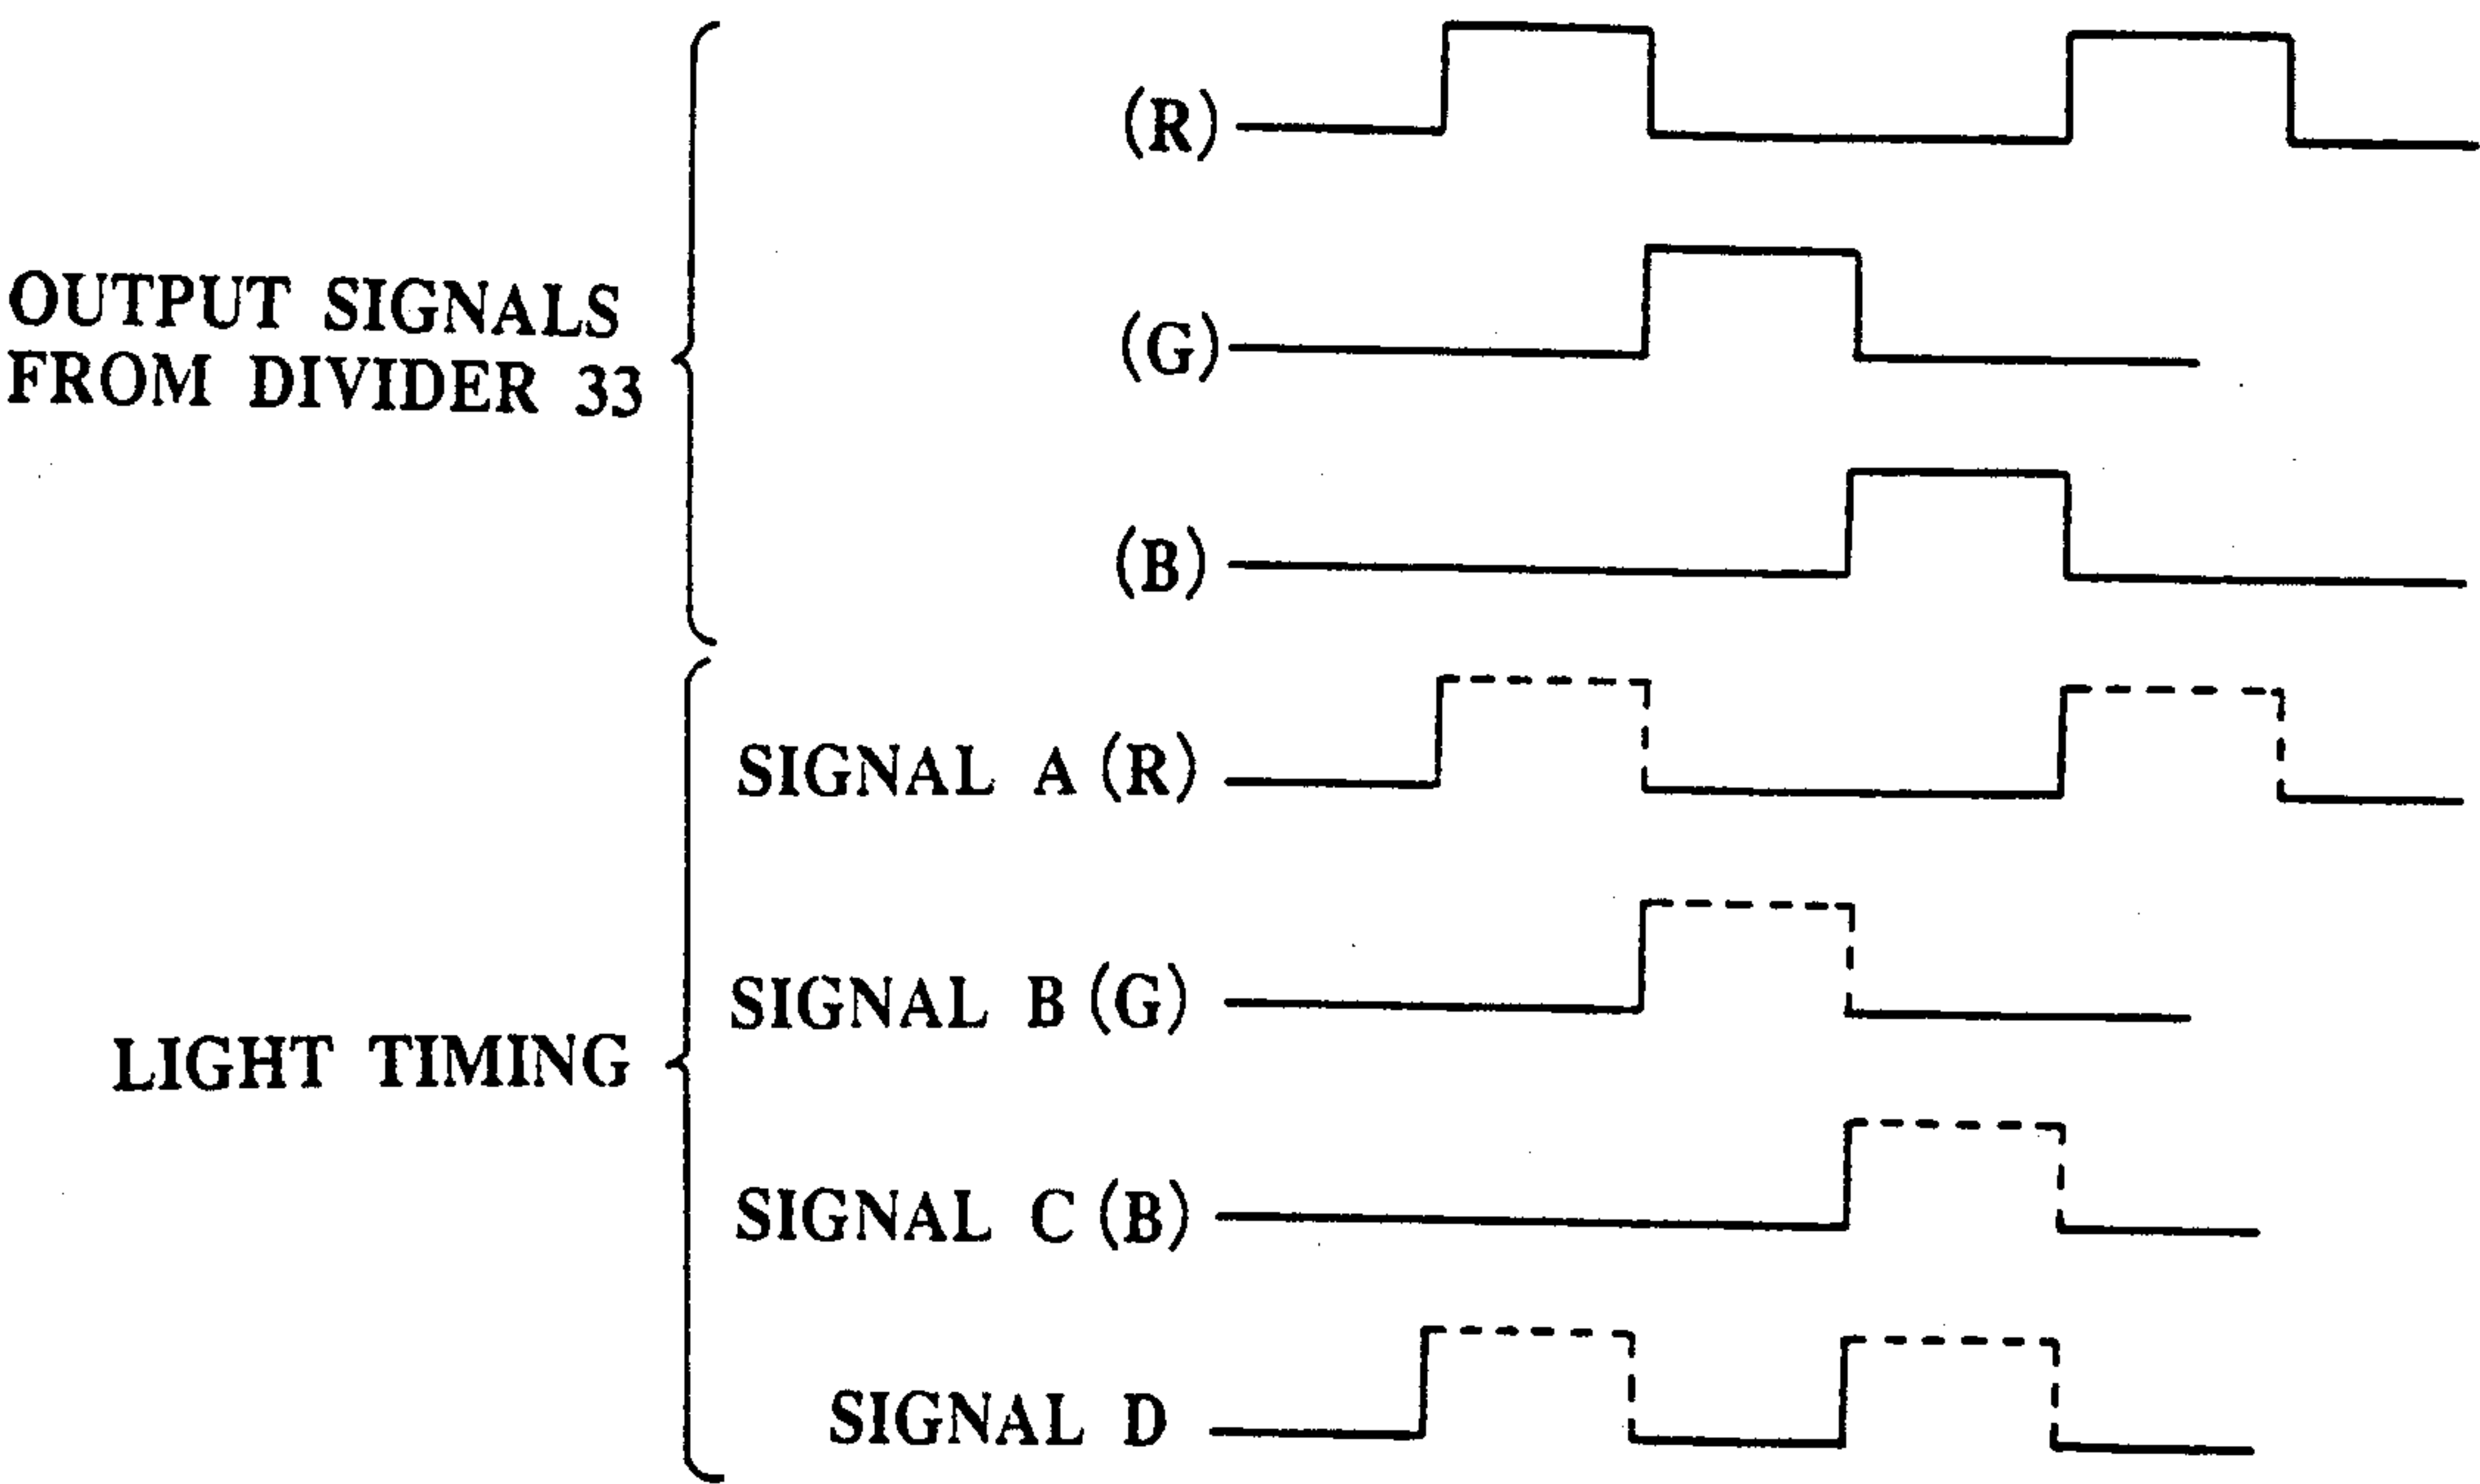 OUTPUT SIGNALS
FROM DIVIDER 33
(R)
(G)
(B)
LIGHT TIMING
SIGNAL A (R)
SIGNAL B (G)
SIGNAL C (B)
SIGNAL D